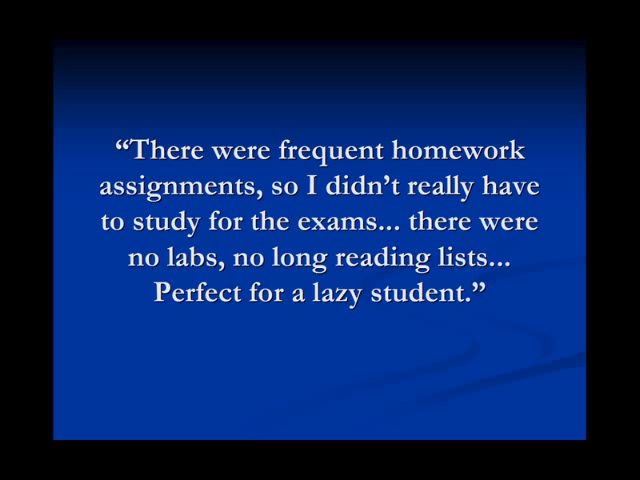 “There were frequent homework
assignments, so I didn’t really have
to study for the exams... there were
no labs, no long reading lists...
Perfect for a lazy student.”